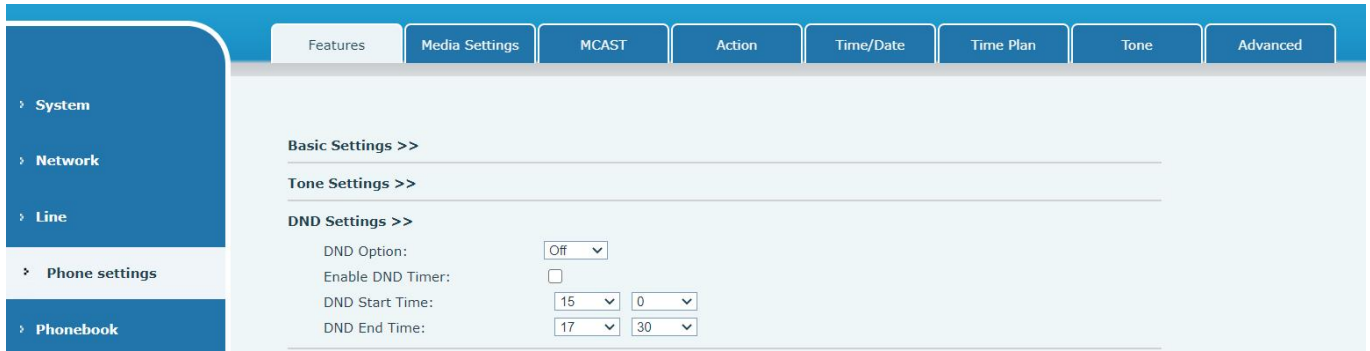 Features Media Settings MCAST Action Time/Date Time Plan Tone Advanced
System
Network
Line
Phone settings
Phonebook
Basic Settings >>
Tone Settings >>
DND Settings >>
DND Option: Off
Enable DND Timer:
DND Start Time: 15 0
DND End Time: 17 30